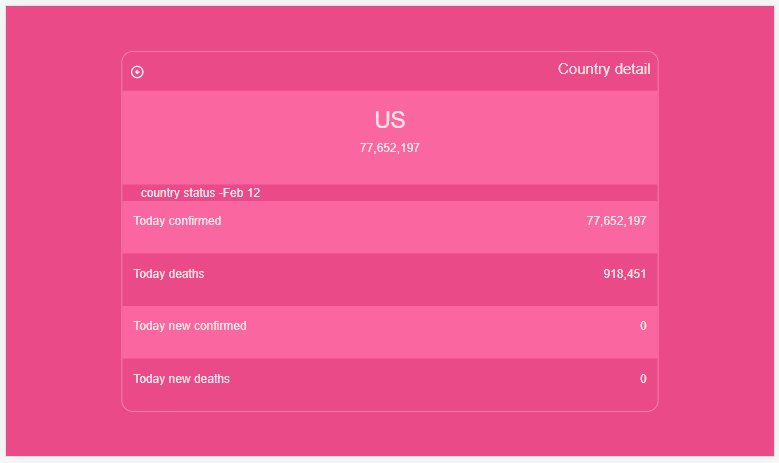 Country detail
US
77,652,197
country status -Feb 12
Today confirmed 77,652,197
Today deaths 918,451
Today new confirmed 0
Today new deaths 0